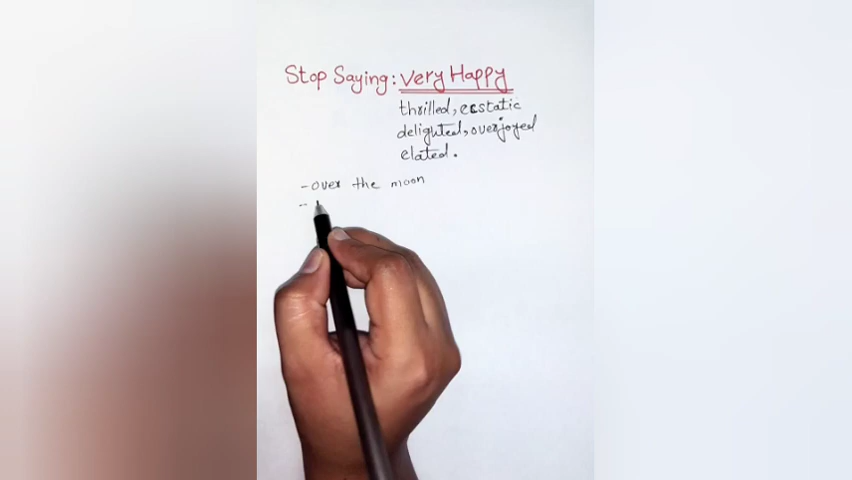 Stop Saying: Very Happy
thrilled, ecstatic
delighted, overjoyed
elated.
- over the moon
-